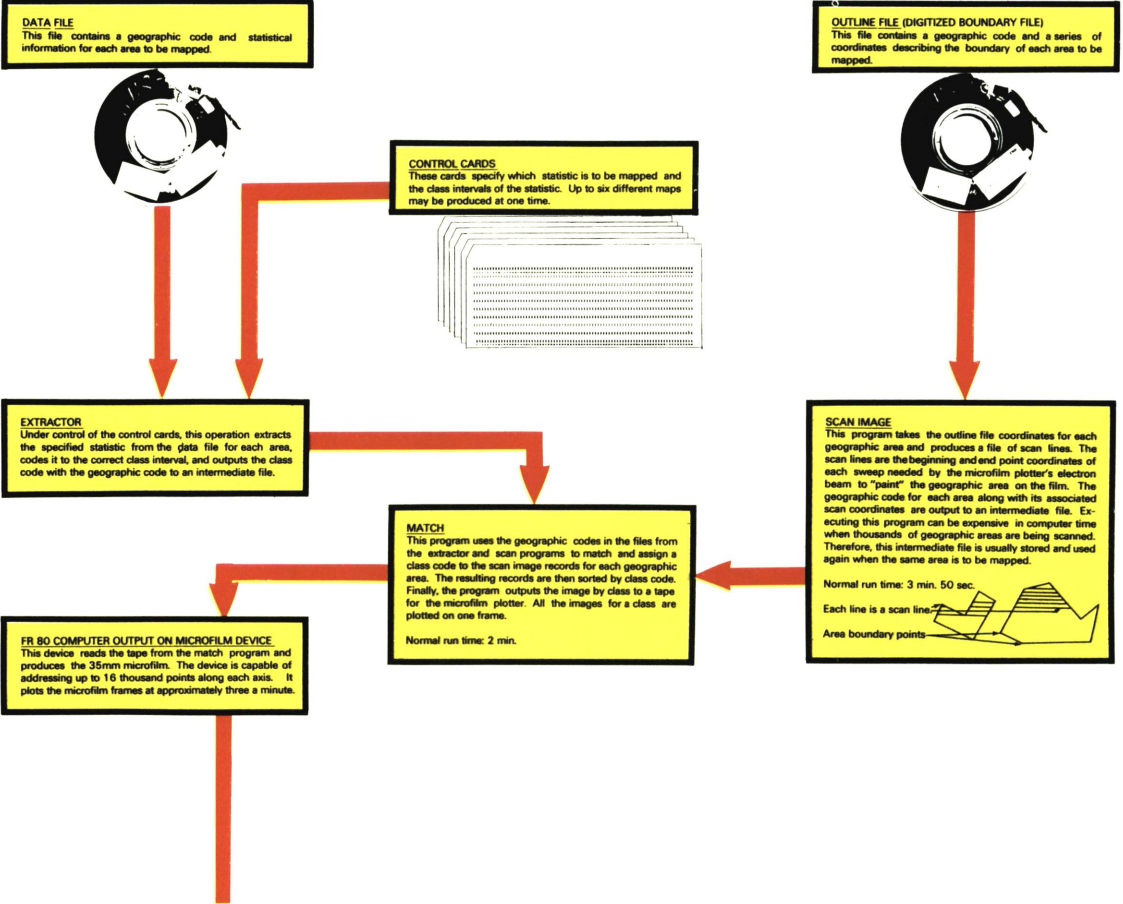 DATA FILE
This file contains a geographic code and statistical
information for each area to be mapped.
OUTLINE FILE (DIGITIZED BOUNDARY FILE)
This file contains a geographic code and a series of
coordinates describing the boundary of each area to be
mapped.
CONTROL CARDS
These cards specify which statistic is to be mapped and
the class intervals of the statistic. Up to six different maps
may be produced at one time.
EXTRACTOR
Under control of the control cards, this operation extracts
the specified statistic from the data file for each area,
codes it to the correct class interval, and outputs the class
code with the geographic code to an intermediate file.
SCAN IMAGE
This program takes the outline file coordinates for each
geographic area and produces a file of scan lines. The
scan lines are the beginning and end point coordinates of
each sweep needed by the microfilm plotter's electron
beam to "paint" the geographic area on the film. The
geographic code for each area along with its associated
scan coordinates are output to an intermediate file. Ex-
ecuting this program can be expensive in computer time
when thousands of geographic areas are being scanned.
Therefore, this intermediate file is usually stored and used
again when the same area is to be mapped.
Normal run time: 3 min. 50 sec.
Each line is a scan line
Area boundary points
MATCH
This program uses the geographic codes in the files from
the extractor and scan programs to match and assign a
class code to the scan image records for each geographic
area. The resulting records are then sorted by class code.
Finally, the program outputs the image by class to a tape
for the microfilm plotter. All the images for a class are
plotted on one frame.
Normal run time: 2 min.
FR 80 COMPUTER OUTPUT ON MICROFILM DEVICE
This device reads the tape from the match program and
produces the 35mm microfilm. The device is capable of
addressing up to 16 thousand points along each axis. It
plots the microfilm frames at approximately three a minute.